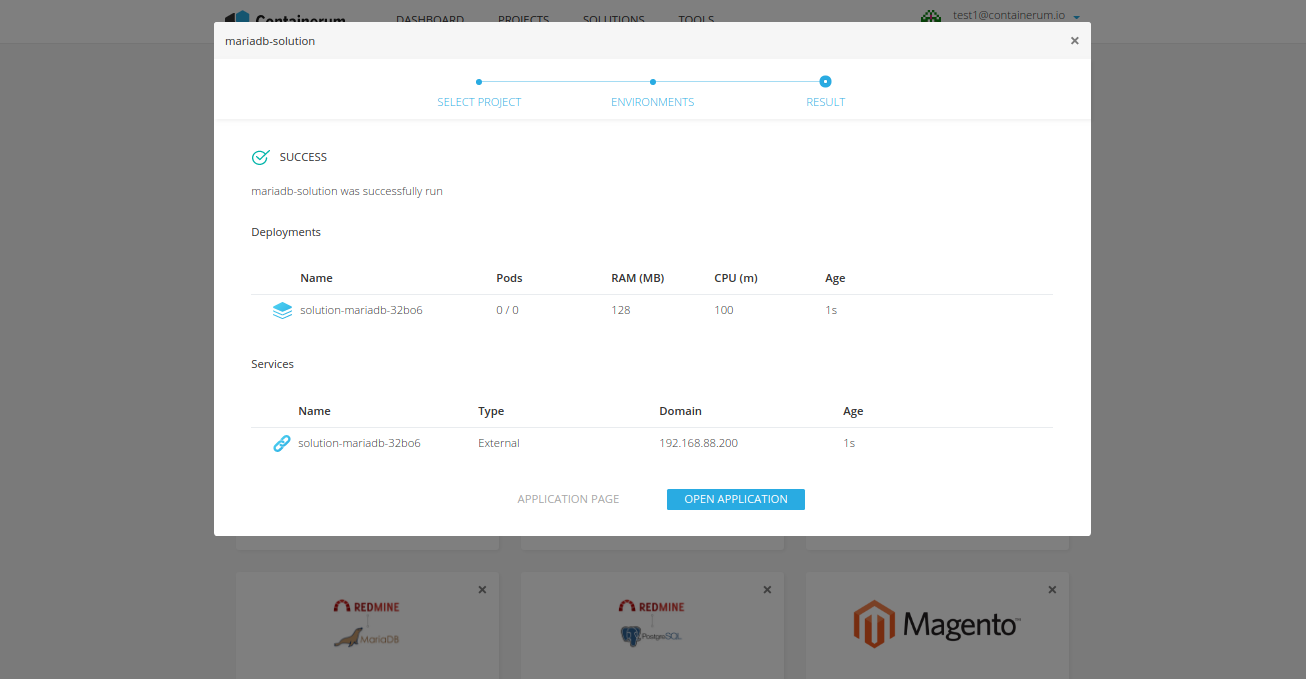 Containerum DASHBOARD PROJECTS SOLUTIONS TOOLS test1@containerum.io
mariadb-solution
SELECT PROJECT ENVIRONMENTS RESULT
SUCCESS
mariadb-solution was successfully run
Deployments
Name Pods RAM (MB) CPU (m) Age
solution-mariadb-32bo6 0 / 0 128 100 1s
Services
Name Type Domain Age
solution-mariadb-32bo6 External 192.168.88.200 1s
APPLICATION PAGE OPEN APPLICATION
REDMINE REDMINE Magento™
MariaDB PostgreSQL